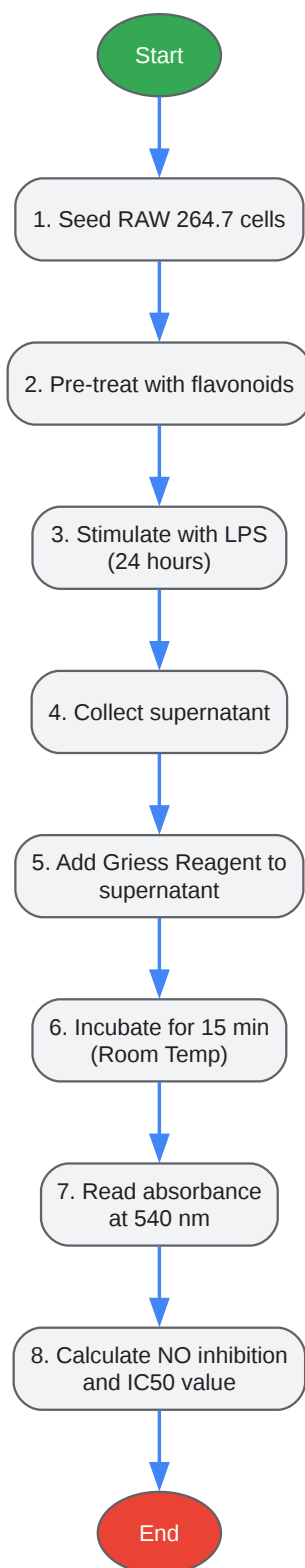 Start
1. Seed RAW 264.7 cells
2. Pre-treat with flavonoids
3. Stimulate with LPS
(24 hours)
4. Collect supernatant
5. Add Griess Reagent to
supernatant
6. Incubate for 15 min
(Room Temp)
7. Read absorbance
at 540 nm
8. Calculate NO inhibition
and IC50 value
End